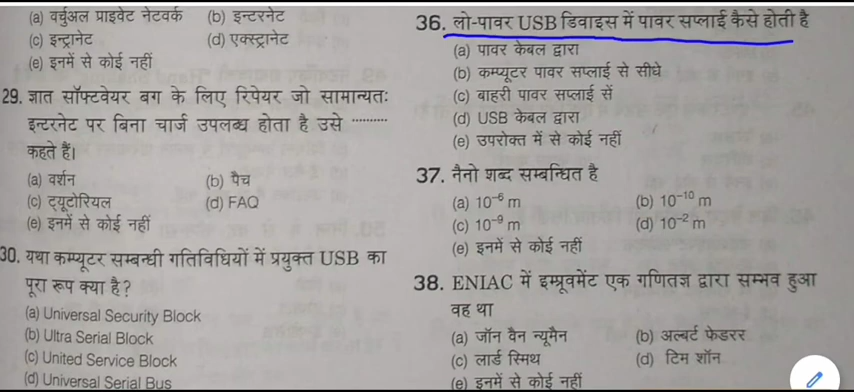 (a) वर्चुअल प्राइवेट नेटवर्क (b) इन्टरनेट
(c) इन्ट्रानेट (d) एक्स्ट्रानेट
(e) इनमें से कोई नहीं
29. ज्ञात सॉफ्टवेयर बग के लिए रिपेयर जो सामान्यतः
इन्टरनेट पर बिना चार्ज उपलब्ध होता है उसे ..........
कहते हैं।
(a) वर्शन (b) पैच
(c) ट्यूटोरियल (d) FAQ
(e) इनमें से कोई नहीं
30. यथा कम्प्यूटर सम्बन्धी गतिविधियों में प्रयुक्त USB का
पूरा रूप क्या है?
(a) Universal Security Block
(b) Ultra Serial Block
(c) United Service Block
(d) Universal Serial Bus
36. लो-पावर USB डिवाइस में पावर सप्लाई कैसे होती है
(a) पावर केबल द्वारा
(b) कम्प्यूटर पावर सप्लाई से सीधे
(c) बाहरी पावर सप्लाई सें
(d) USB केबल द्वारा
(e) उपरोक्त में से कोई नहीं
37. नैनो शब्द सम्बन्धित है
(a) 10⁻⁶ m (b) 10⁻¹⁰ m
(c) 10⁻⁹ m (d) 10⁻² m
(e) इनमें से कोई नहीं
38. ENIAC में इम्प्रूवमेंट एक गणितज्ञ द्वारा सम्भव हुआ
वह था
(a) जॉन वैन न्यूमैन (b) अल्बर्ट फेडरर
(c) लार्ड स्मिथ (d) टिम शॉन
(e) इनमें से कोई नहीं